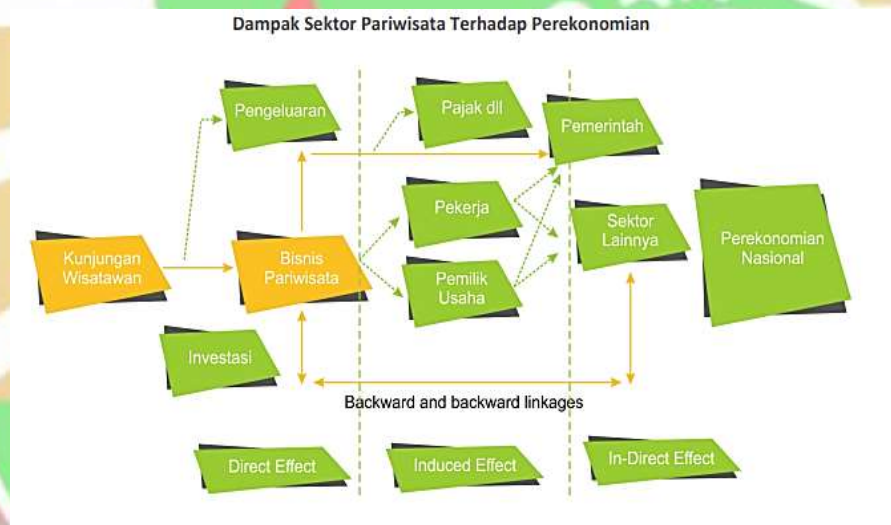 Dampak Sektor Pariwisata Terhadap Perekonomian
Pengeluaran
Pajak dll
Pemerintah
Pekerja
Sektor
Lainnya
Perekonomian
Nasional
Kunjungan
Wisatawan
Bisnis
Pariwisata
Pemilik
Usaha
Investasi
Backward and backward linkages
Direct Effect
Induced Effect
In-Direct Effect